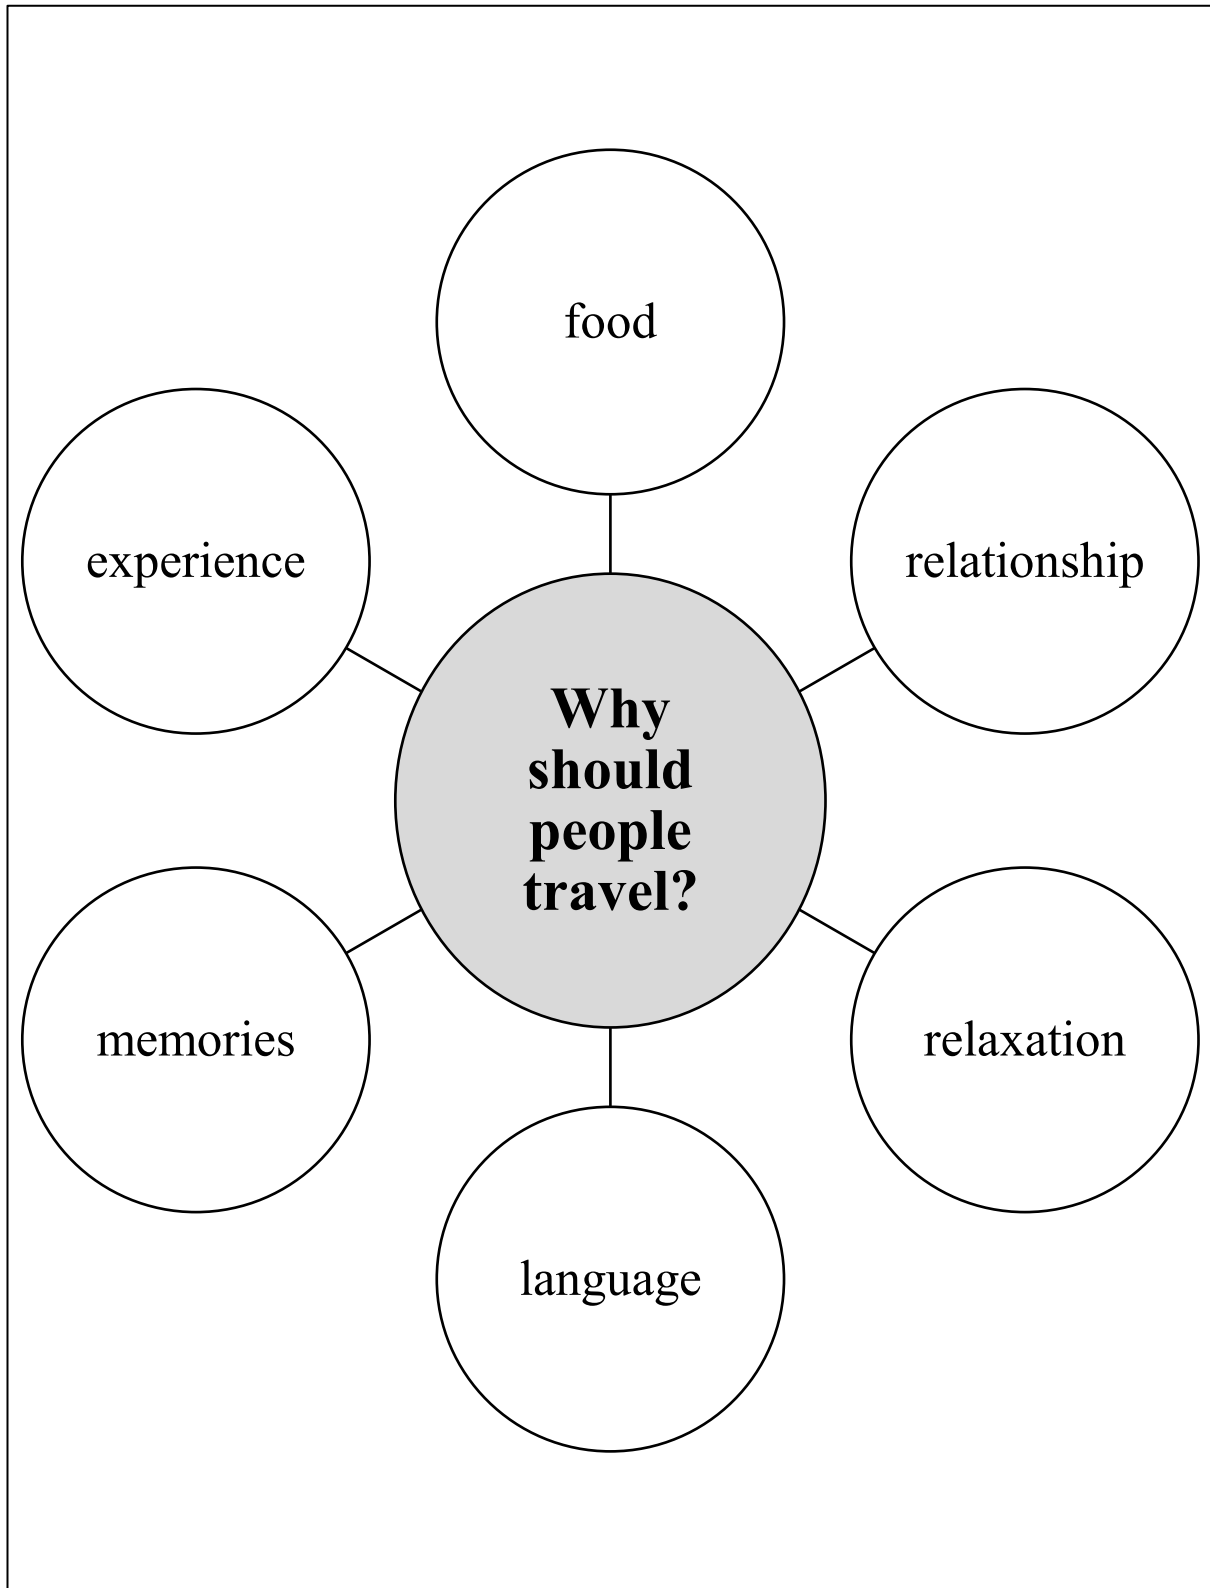 food
experience
relationship
Why
should
people
travel?
memories
relaxation
language